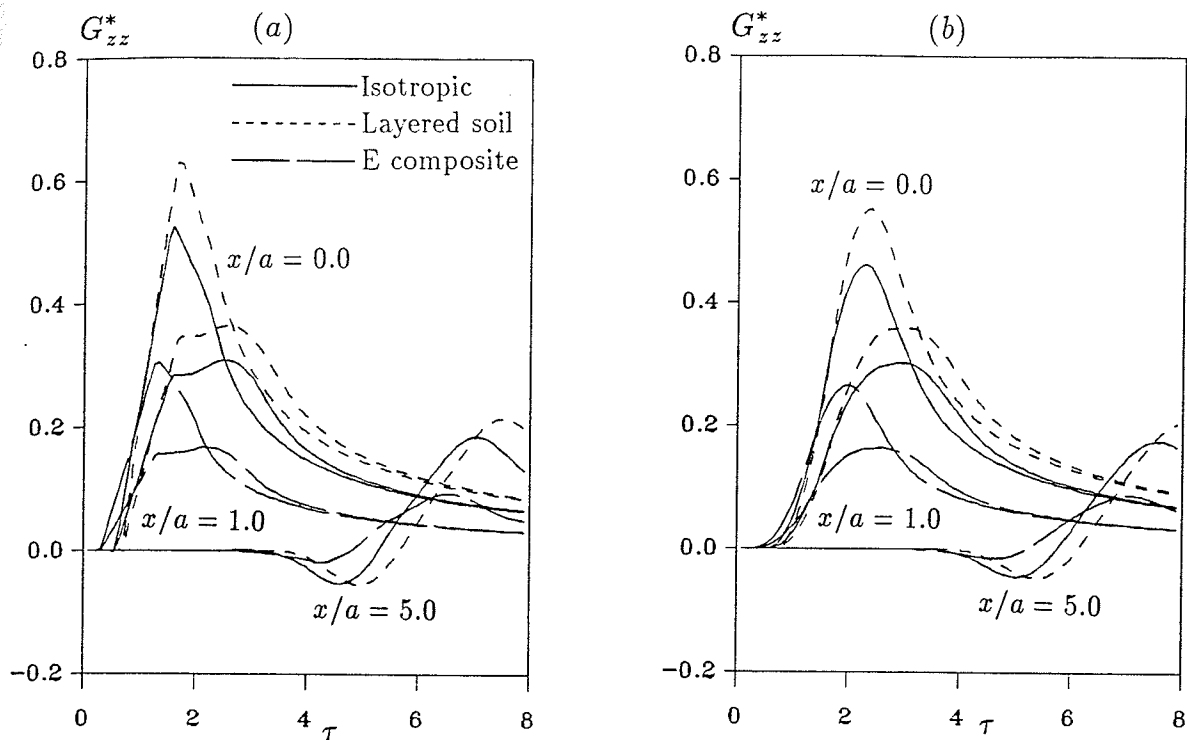 G*zz (a)
0.8
Isotropic
Layered soil
E composite
0.6
x/a = 0.0
0.4
0.2
x/a = 1.0
0.0
x/a = 5.0
−0.2
0 2 4 τ 6 8
G*zz (b)
0.8
0.6
x/a = 0.0
0.4
0.2
x/a = 1.0
0.0
x/a = 5.0
−0.2
0 2 4 τ 6 8